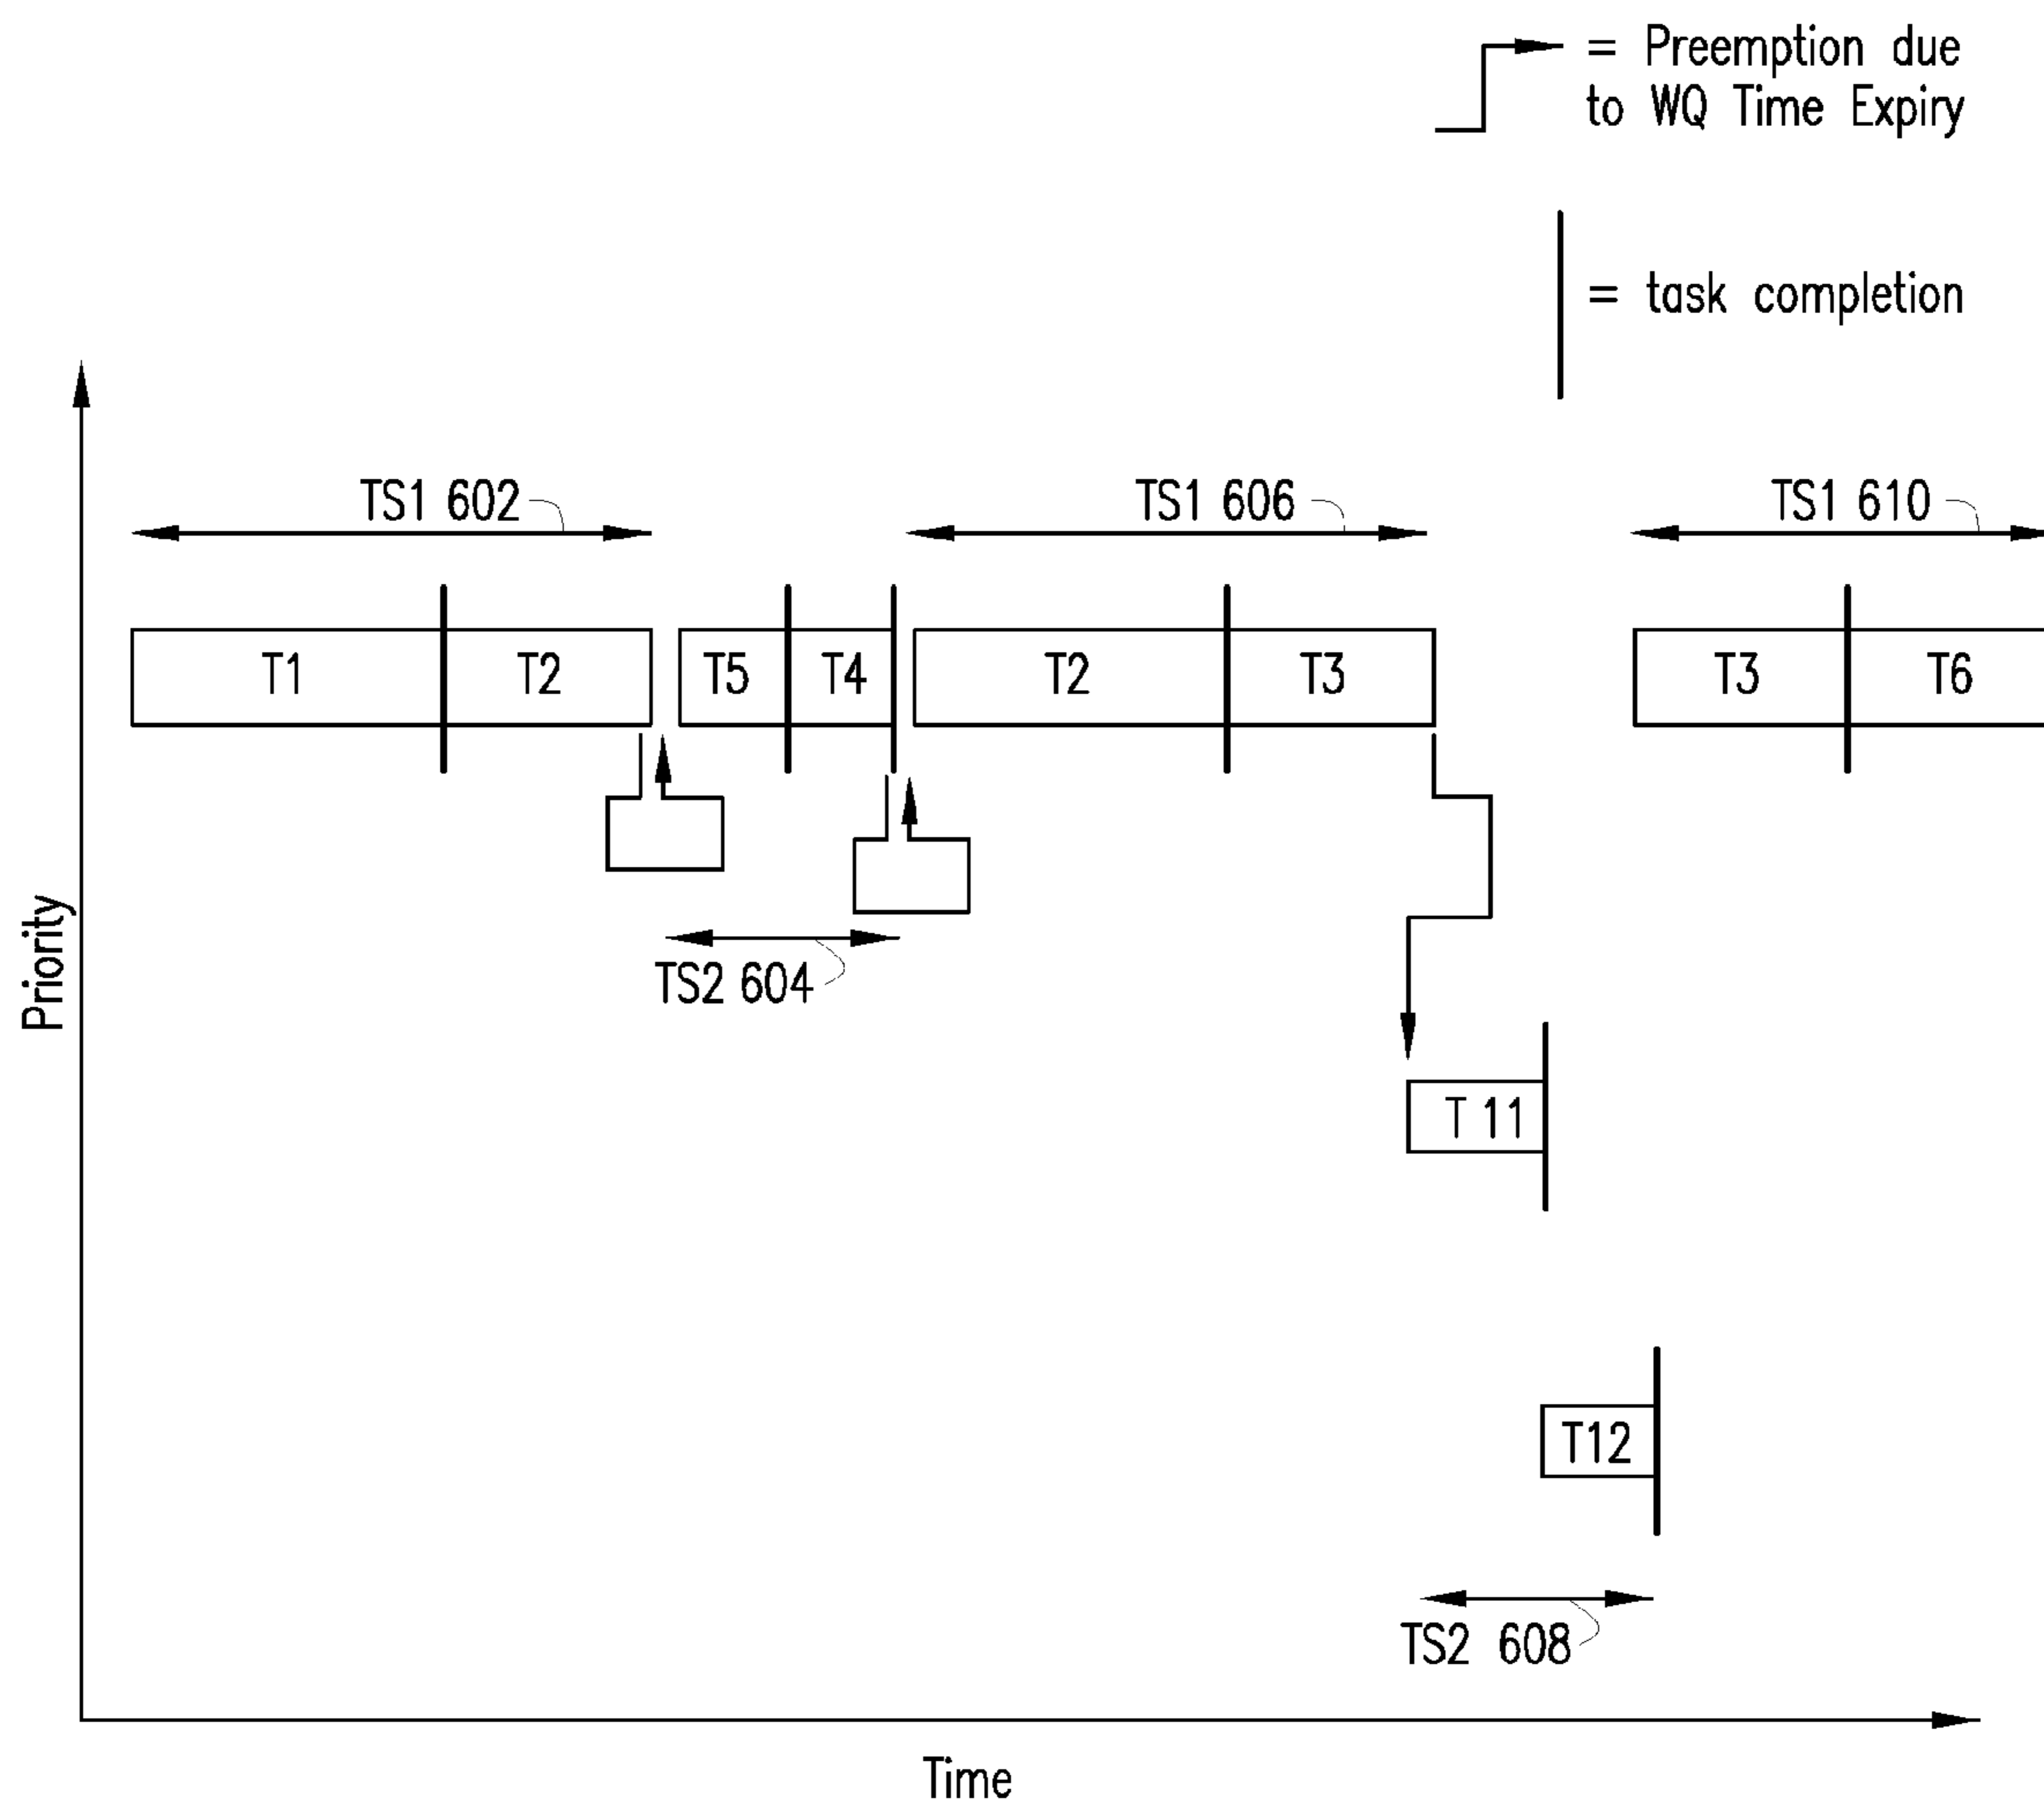 = Preemption due
to WQ Time Expiry
= task completion
TS1 602
TS1 606
TS1 610
T1
T2
T5
T4
T2
T3
T3
T6
Priority
TS2 604
T 11
T12
TS2 608
Time